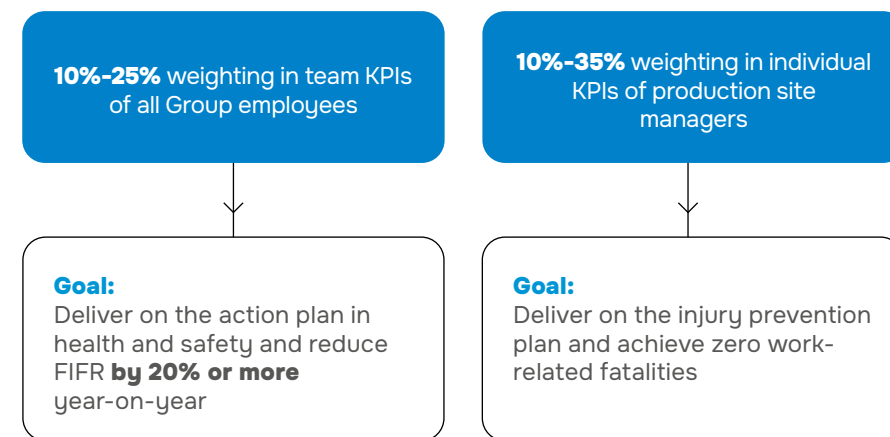 10%-25% weighting in team KPIs
of all Group employees
10%-35% weighting in individual
KPIs of production site
managers
Goal:
Deliver on the action plan in
health and safety and reduce
FIFR by 20% or more
year-on-year
Goal:
Deliver on the injury prevention
plan and achieve zero work-
related fatalities